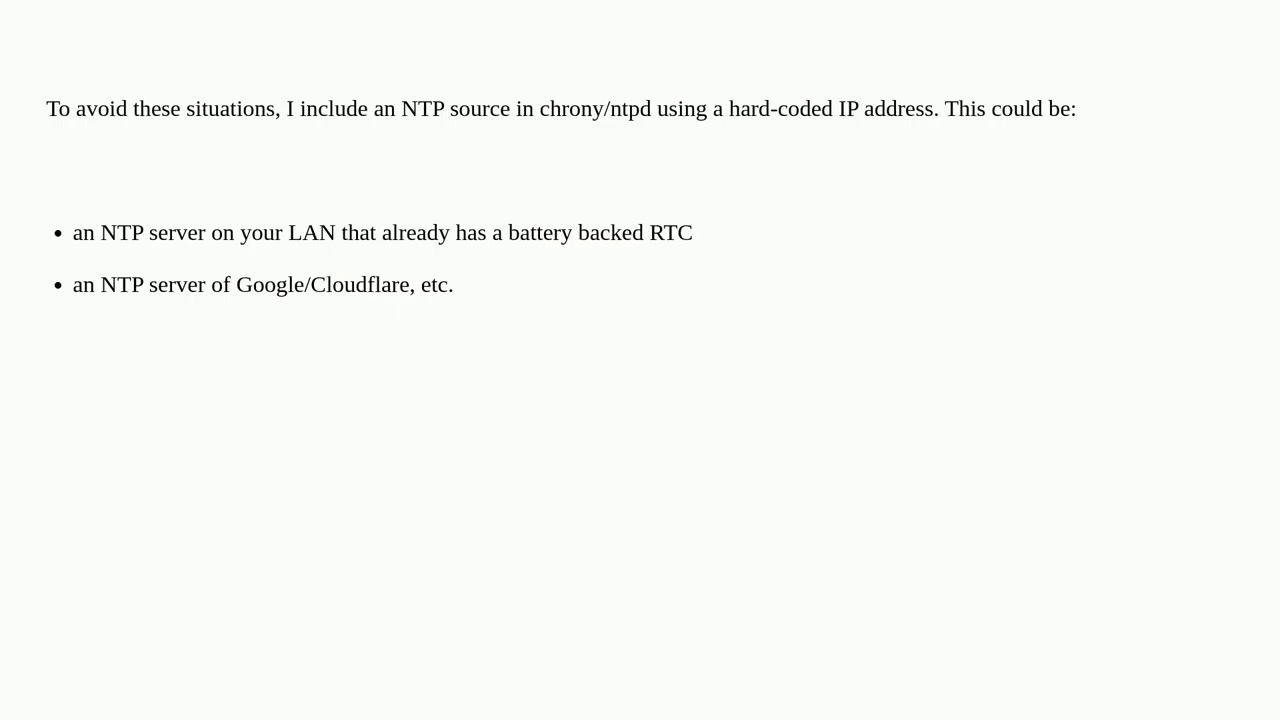 To avoid these situations, I include an NTP source in chrony/ntpd using a hard-coded IP address. This could be:
• an NTP server on your LAN that already has a battery backed RTC
• an NTP server of Google/Cloudflare, etc.